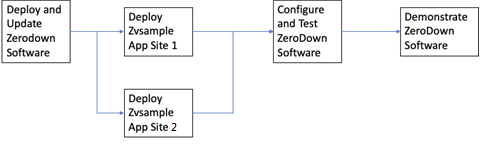 Deploy and
Update
Zerodown
Software
Deploy
Zvsample
App Site 1
Configure
and Test
ZeroDown
Software
Demonstrate
ZeroDown
Software
Deploy
Zvsample
App Site 2